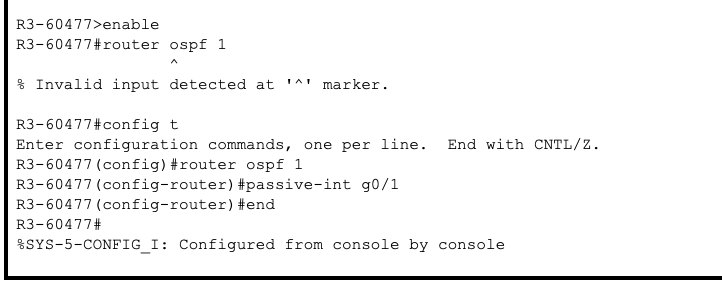 R3-60477>enable
R3-60477#router ospf 1
                ^
% Invalid input detected at '^' marker.

R3-60477#config t
Enter configuration commands, one per line.  End with CNTL/Z.
R3-60477(config)#router ospf 1
R3-60477(config-router)#passive-int g0/1
R3-60477(config-router)#end
R3-60477#
%SYS-5-CONFIG_I: Configured from console by console